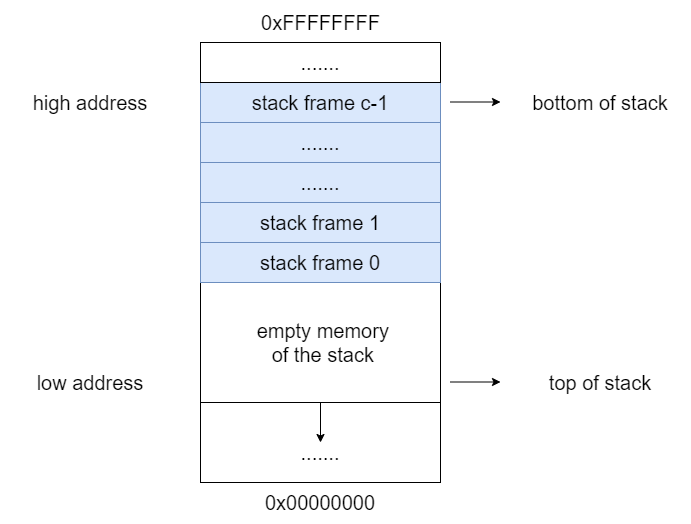 0xFFFFFFFF
.......
high address
stack frame c-1
bottom of stack
.......
.......
stack frame 1
stack frame 0
empty memory
of the stack
low address
top of stack
.......
0x00000000